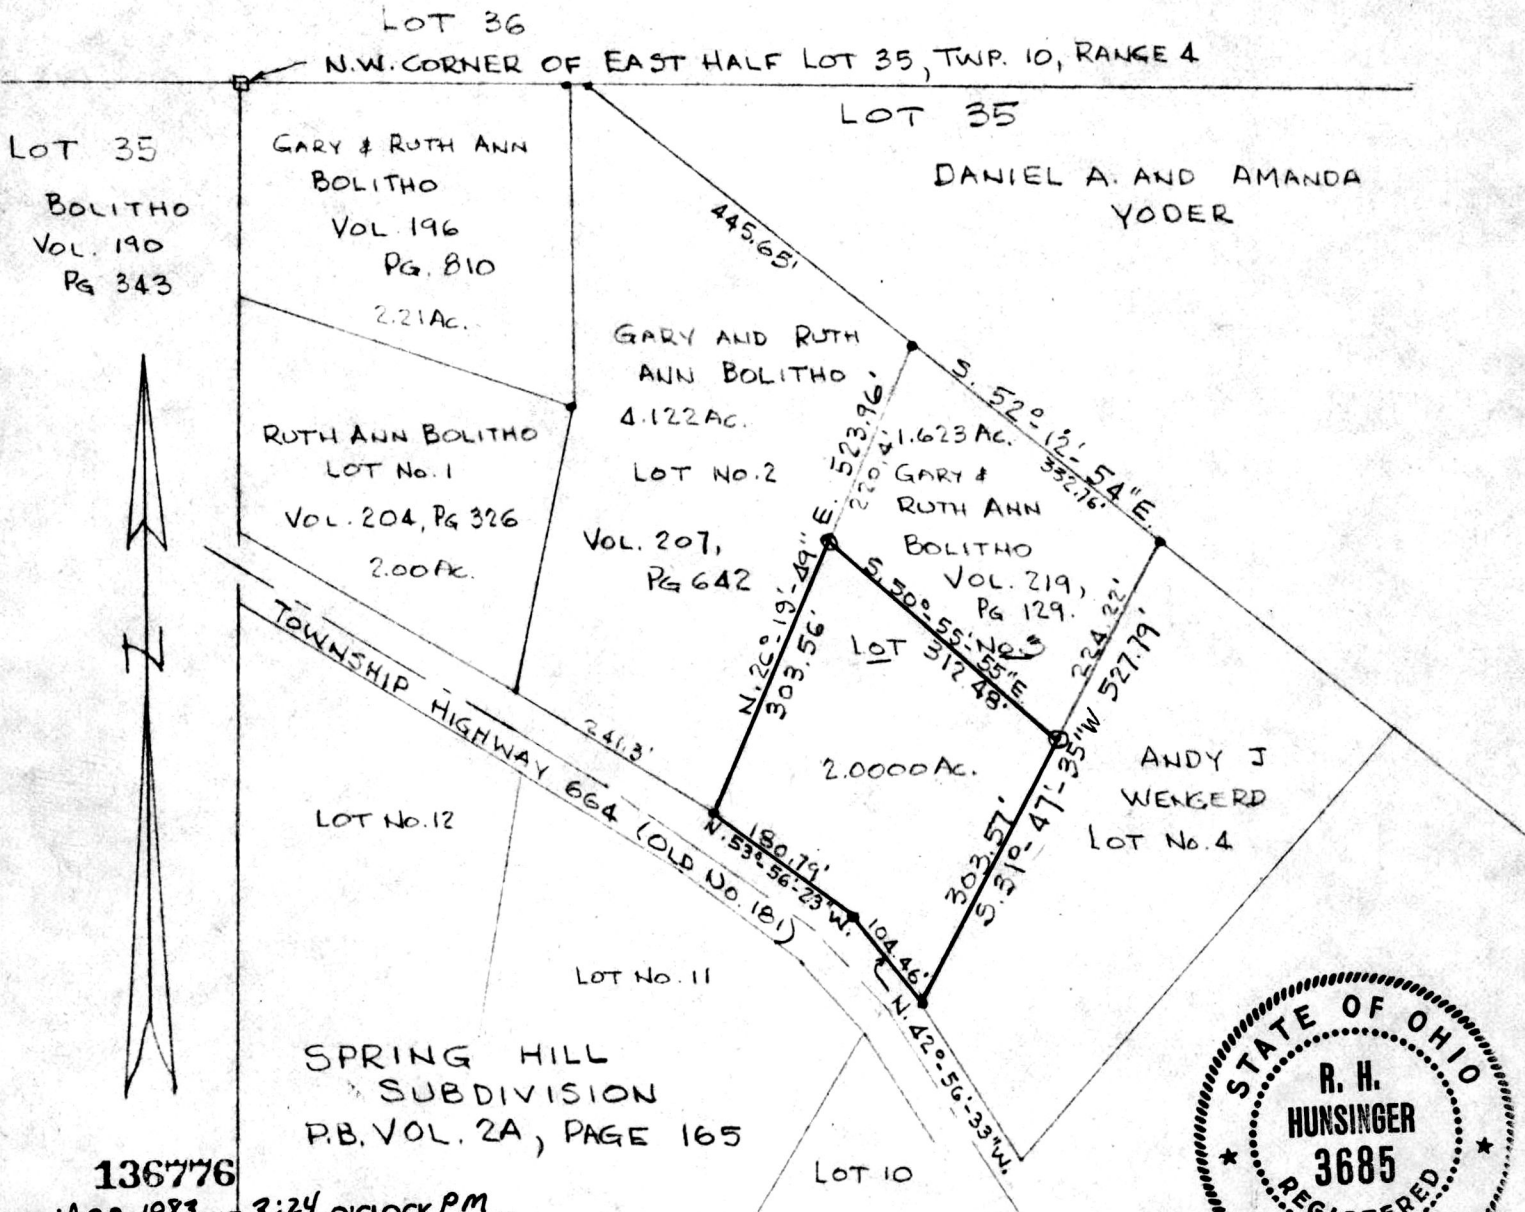 LOT 36
N.W. CORNER OF EAST HALF LOT 35, TWP. 10, RANGE 4
LOT 35
LOT 35
BOLITHO
VOL. 190
PG 343
GARY & RUTH ANN
BOLITHO
VOL. 196
PG. 810
2.21 AC.
DANIEL A. AND AMANDA
YODER
445.65'
GARY AND RUTH
ANN BOLITHO
4.122 AC.
LOT NO. 2
VOL. 207,
PG 642
RUTH ANN BOLITHO
LOT No. 1
VOL. 204, PG 326
2.00 AC.
S. 52°-12'-54"E.
332.76'
1.623 AC.
GARY &
RUTH ANN
BOLITHO
VOL. 219,
PG 129.
N. 26°-19'-49"E. 523.96'
220.4'
303.56'
S. 50°-55'-55"E.
312.48'
LOT No. 3
2.0000 AC.
224.22'
S. 31°-47'-35"W 527.79'
303.57'
ANDY J
WENGERD
LOT No. 4
TOWNSHIP HIGHWAY 664 (OLD NO. 181)
241.3'
180.79'
N. 53°-56'-23"W.
104.46'
N. 42°-56'-33"W.
LOT No. 12
LOT No. 11
SPRING HILL
SUBDIVISION
P.B. VOL. 2A, PAGE 165
LOT 10
N
136776
1983 3:24 O'CLOCK PM
STATE OF OHIO
R. H.
HUNSINGER
3685
REGISTERED